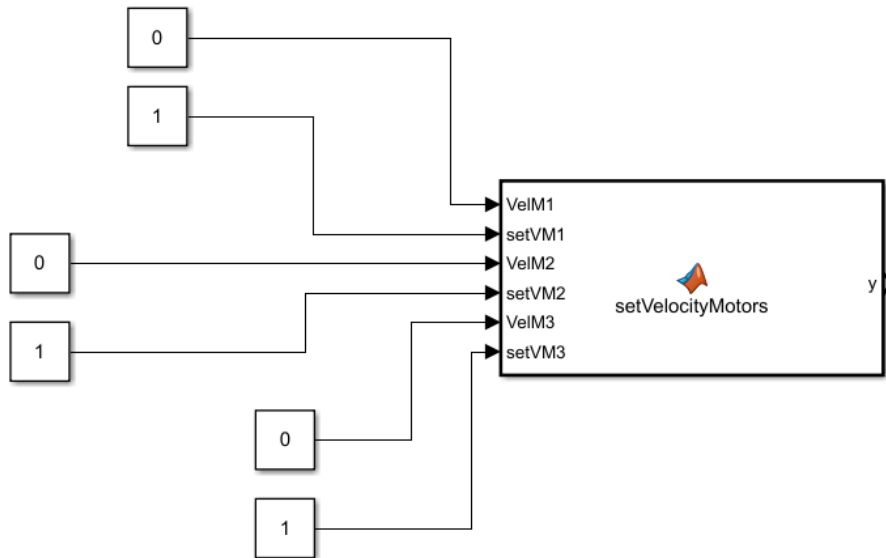 0
1
VelM1
setVM1
0
VelM2
setVM2
VelM3
setVM3
setVelocityMotors
y
1
0
1